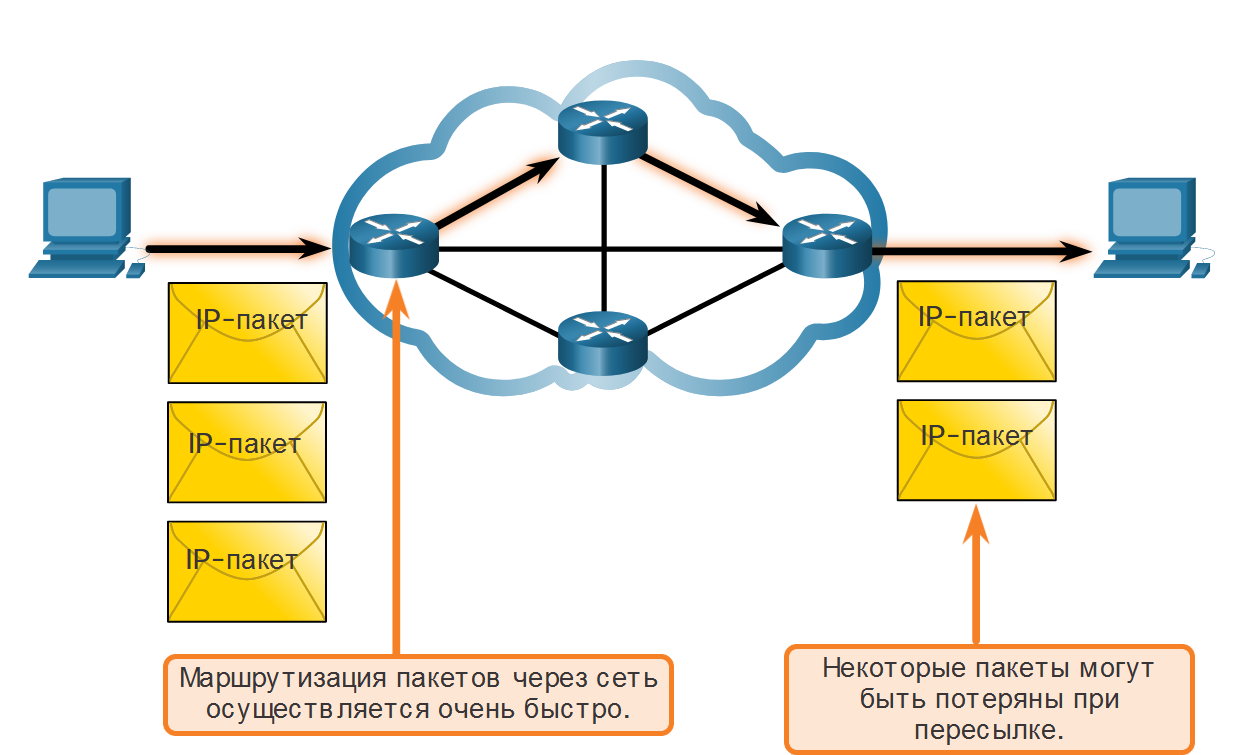 IP-пакет
IP-пакет
IP-пакет
IP-пакет
IP-пакет
Маршрутизация пакетов через сеть
осуществляется очень быстро.
Некоторые пакеты могут
быть потеряны при
пересылке.